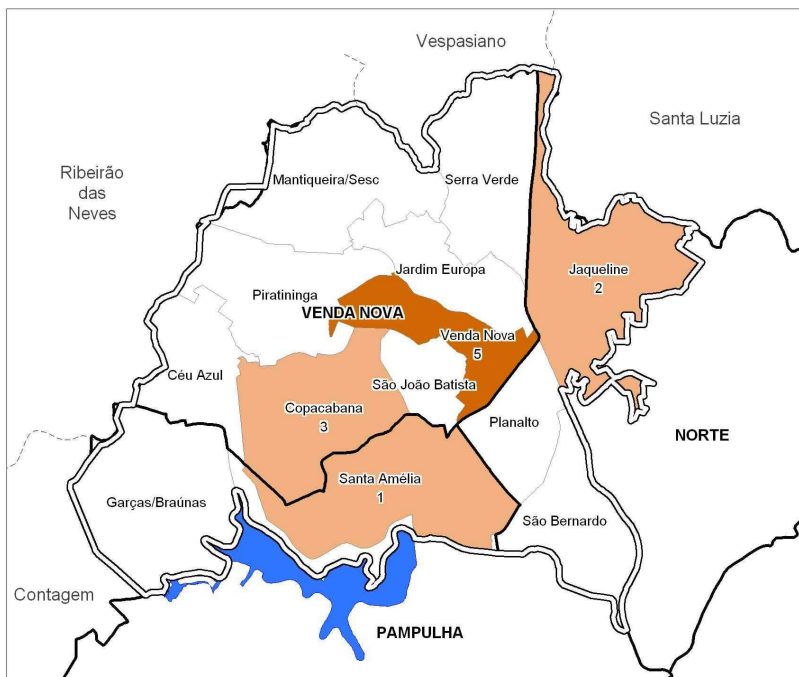 Vespasiano
Santa Luzia
Ribeirão
das
Neves
Mantiqueira/Sesc
Serra Verde
Jardim Europa
Jaqueline
2
Piratininga
VENDA NOVA
Venda Nova
5
Céu Azul
São João Batista
Copacabana
3
Planalto
NORTE
Santa Amélia
1
Garças/Braúnas
São Bernardo
Contagem
PAMPULHA